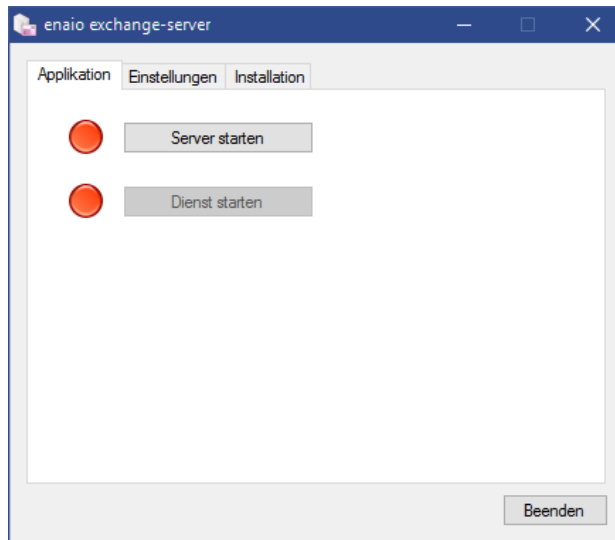 enaio exchange-server
Applikation Einstellungen Installation
Server starten
Dienst starten
Beenden